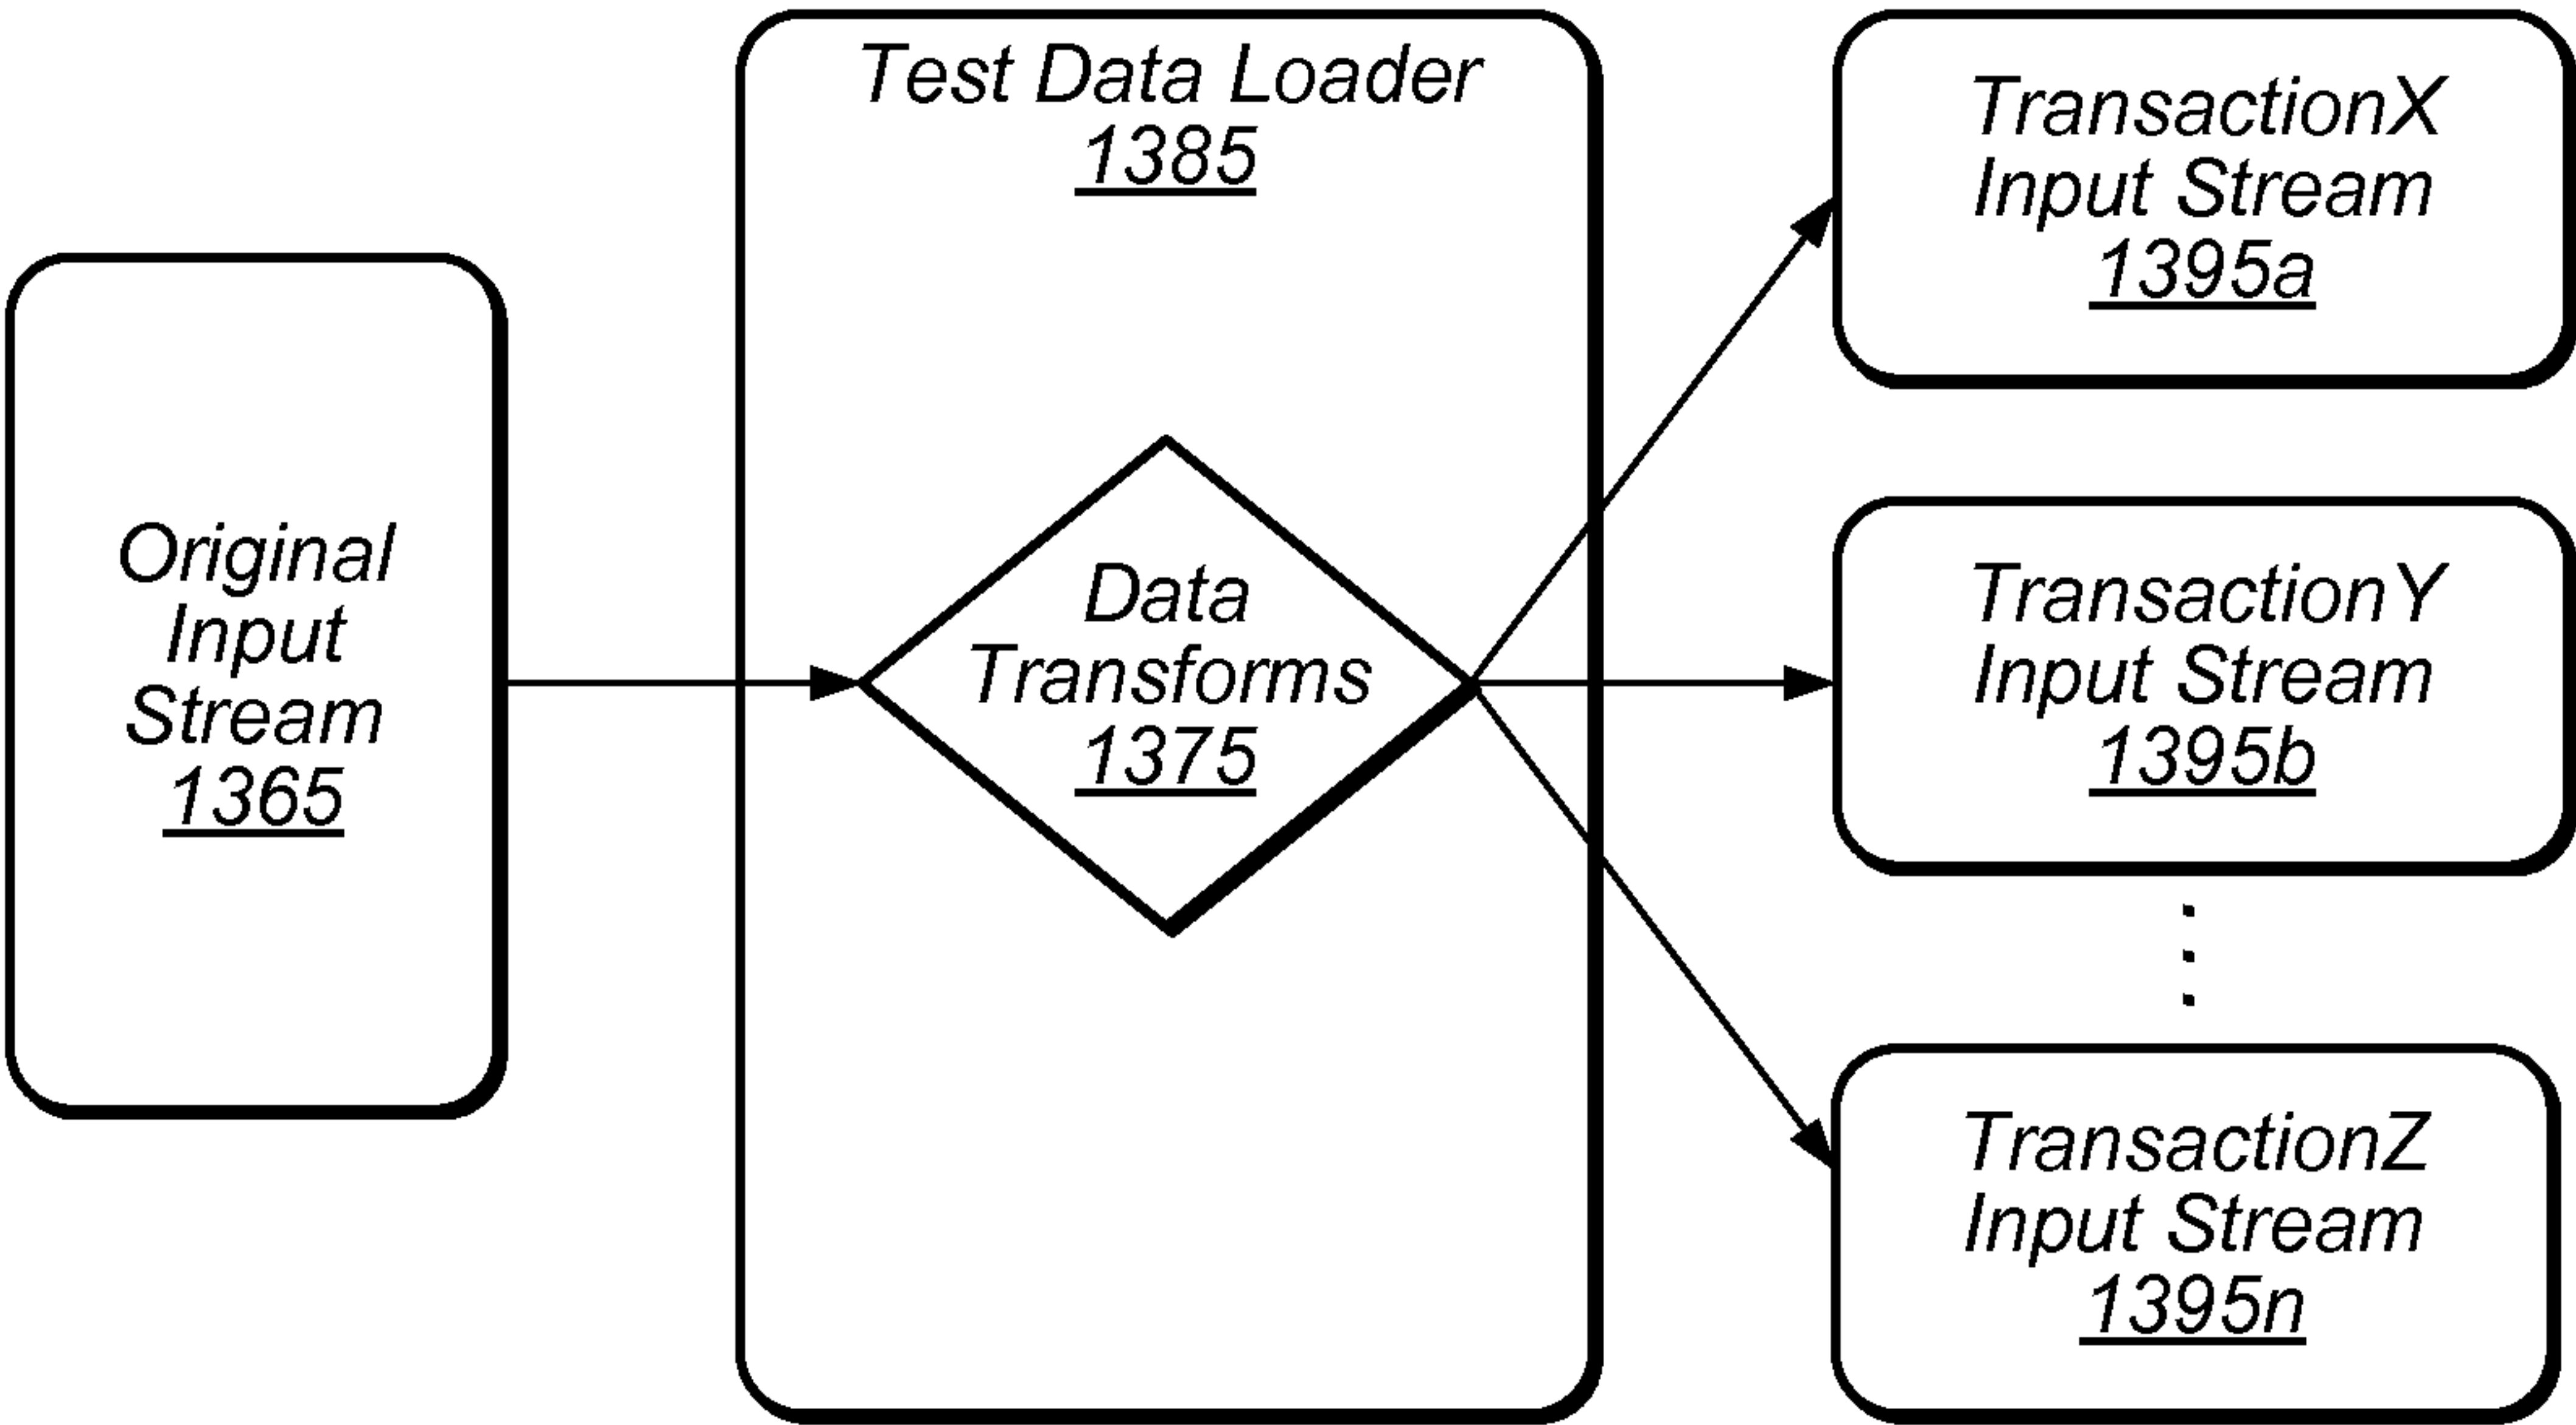 Original
Input
Stream
1365
Test Data Loader
1385
Data
Transforms
1375
TransactionX
Input Stream
1395a
TransactionY
Input Stream
1395b
TransactionZ
Input Stream
1395n